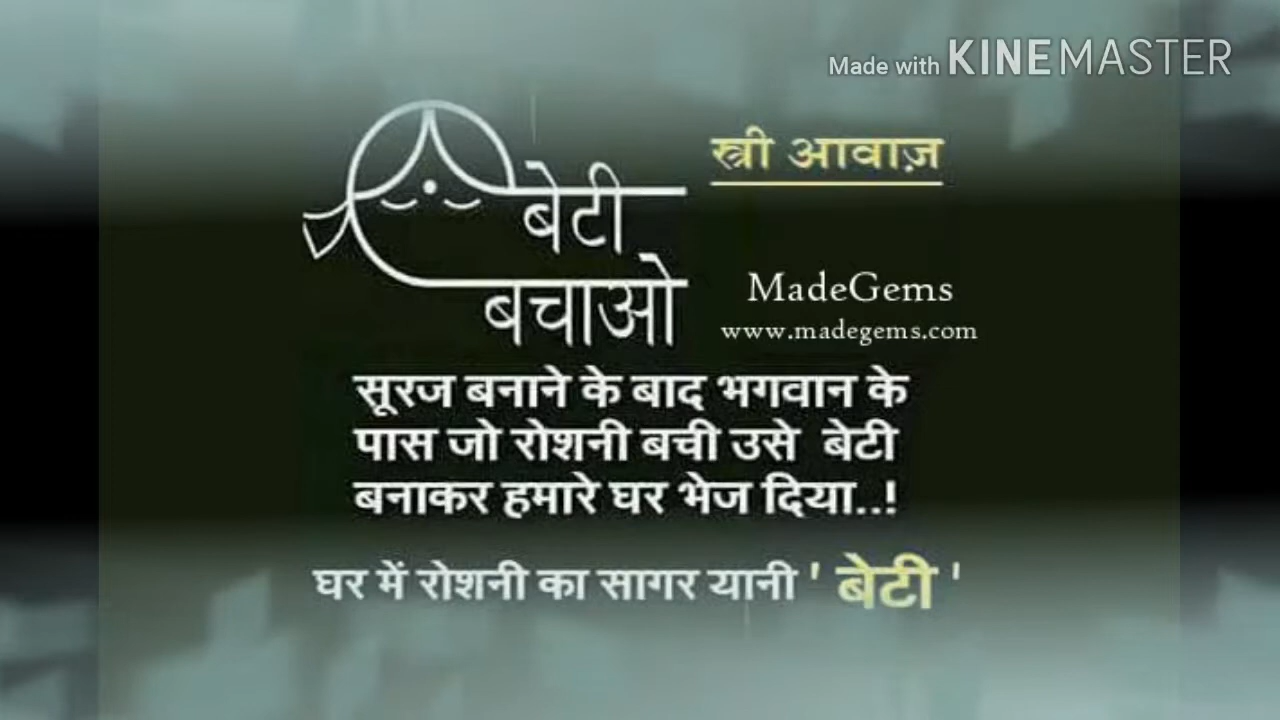 Made with KINEMASTER
स्त्री आवाज़
बेटी
बचाओ
MadeGems
www.madegems.com
सूरज बनाने के बाद भगवान के
पास जो रोशनी बची उसे बेटी
बनाकर हमारे घर भेज दिया..!
घर में रोशनी का सागर यानी ' बेटी '